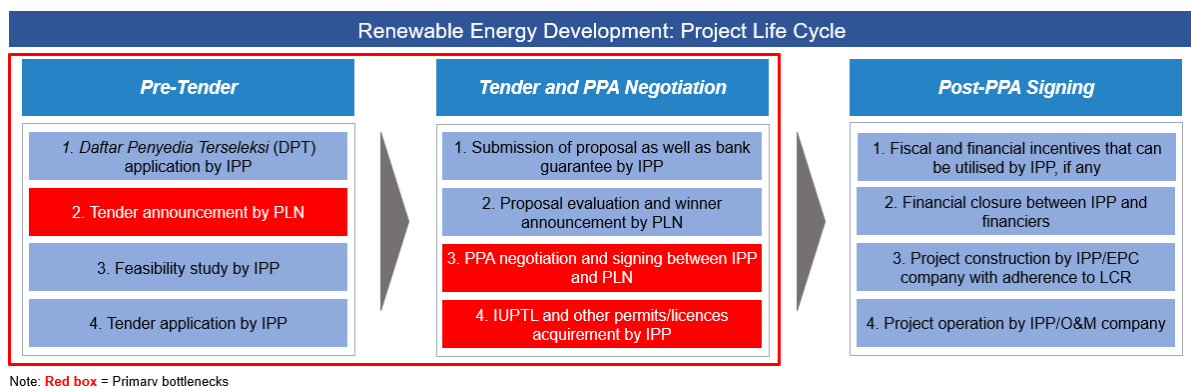 Renewable Energy Development: Project Life Cycle
Pre-Tender
1. Daftar Penyedia Terseleksi (DPT)
application by IPP
2. Tender announcement by PLN
3. Feasibility study by IPP
4. Tender application by IPP
Tender and PPA Negotiation
1. Submission of proposal as well as bank
guarantee by IPP
2. Proposal evaluation and winner
announcement by PLN
3. PPA negotiation and signing between IPP
and PLN
4. IUPTL and other permits/licences
acquirement by IPP
Post-PPA Signing
1. Fiscal and financial incentives that can
be utilised by IPP, if any
2. Financial closure between IPP and
financiers
3. Project construction by IPP/EPC
company with adherence to LCR
4. Project operation by IPP/O&M company
Note: Red box = Primary bottlenecks